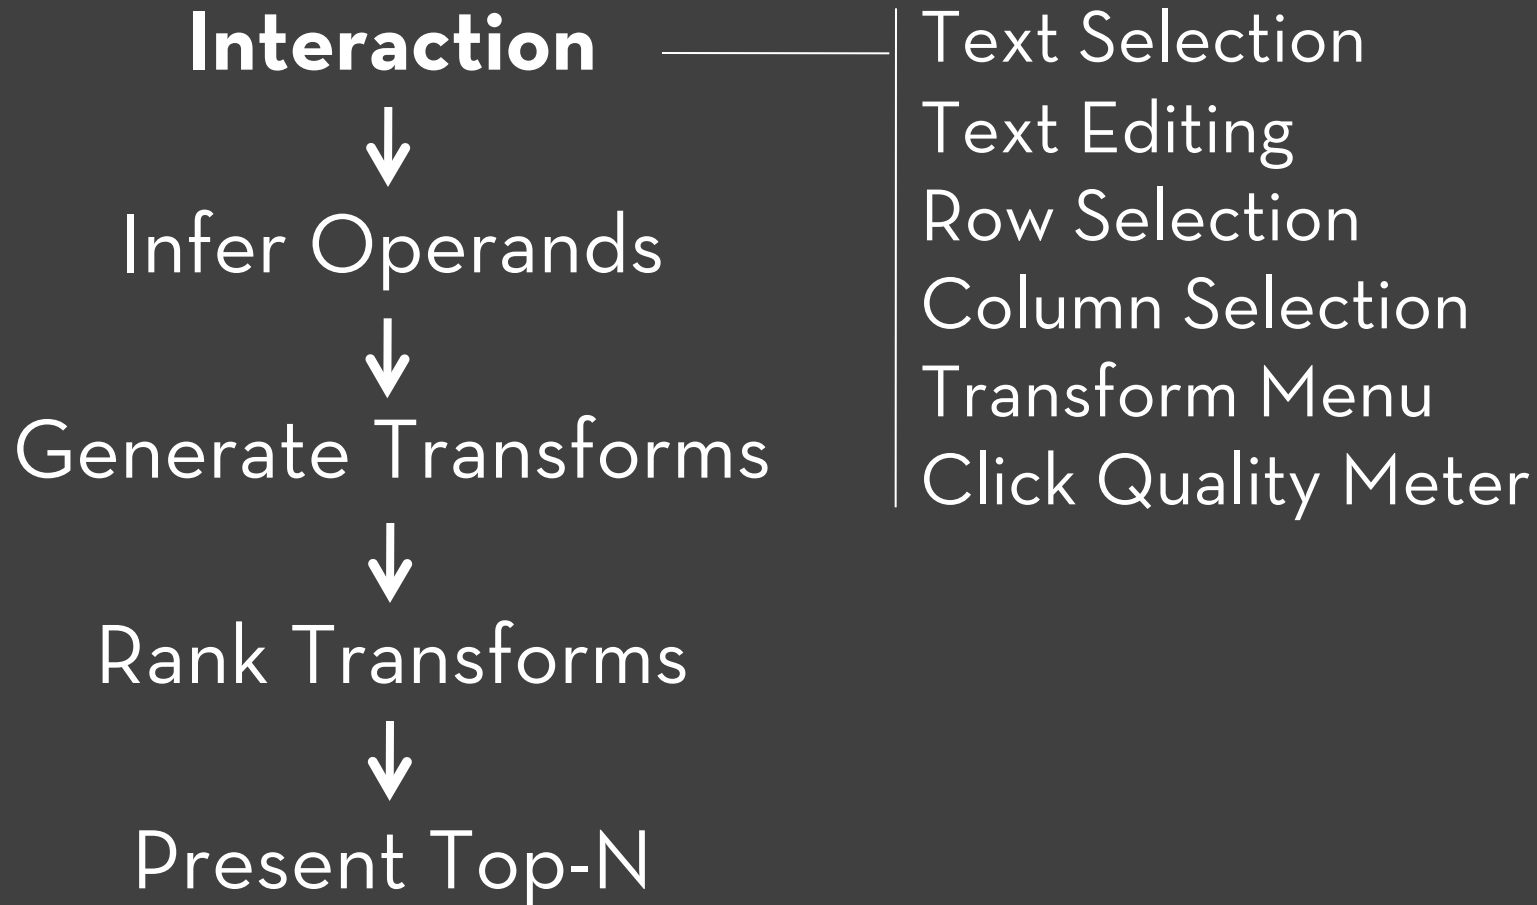 Interaction
Infer Operands
Generate Transforms
Rank Transforms
Present Top-N
Text Selection
Text Editing
Row Selection
Column Selection
Transform Menu
Click Quality Meter